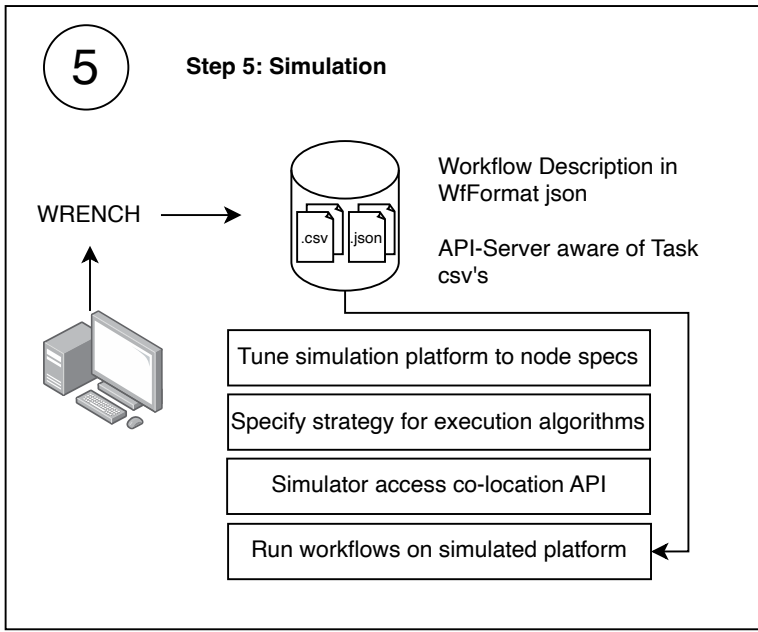 5
Step 5: Simulation
WRENCH
.csv
.json
Workflow Description in
WfFormat json
API-Server aware of Task
csv's
Tune simulation platform to node specs
Specify strategy for execution algorithms
Simulator access co-location API
Run workflows on simulated platform